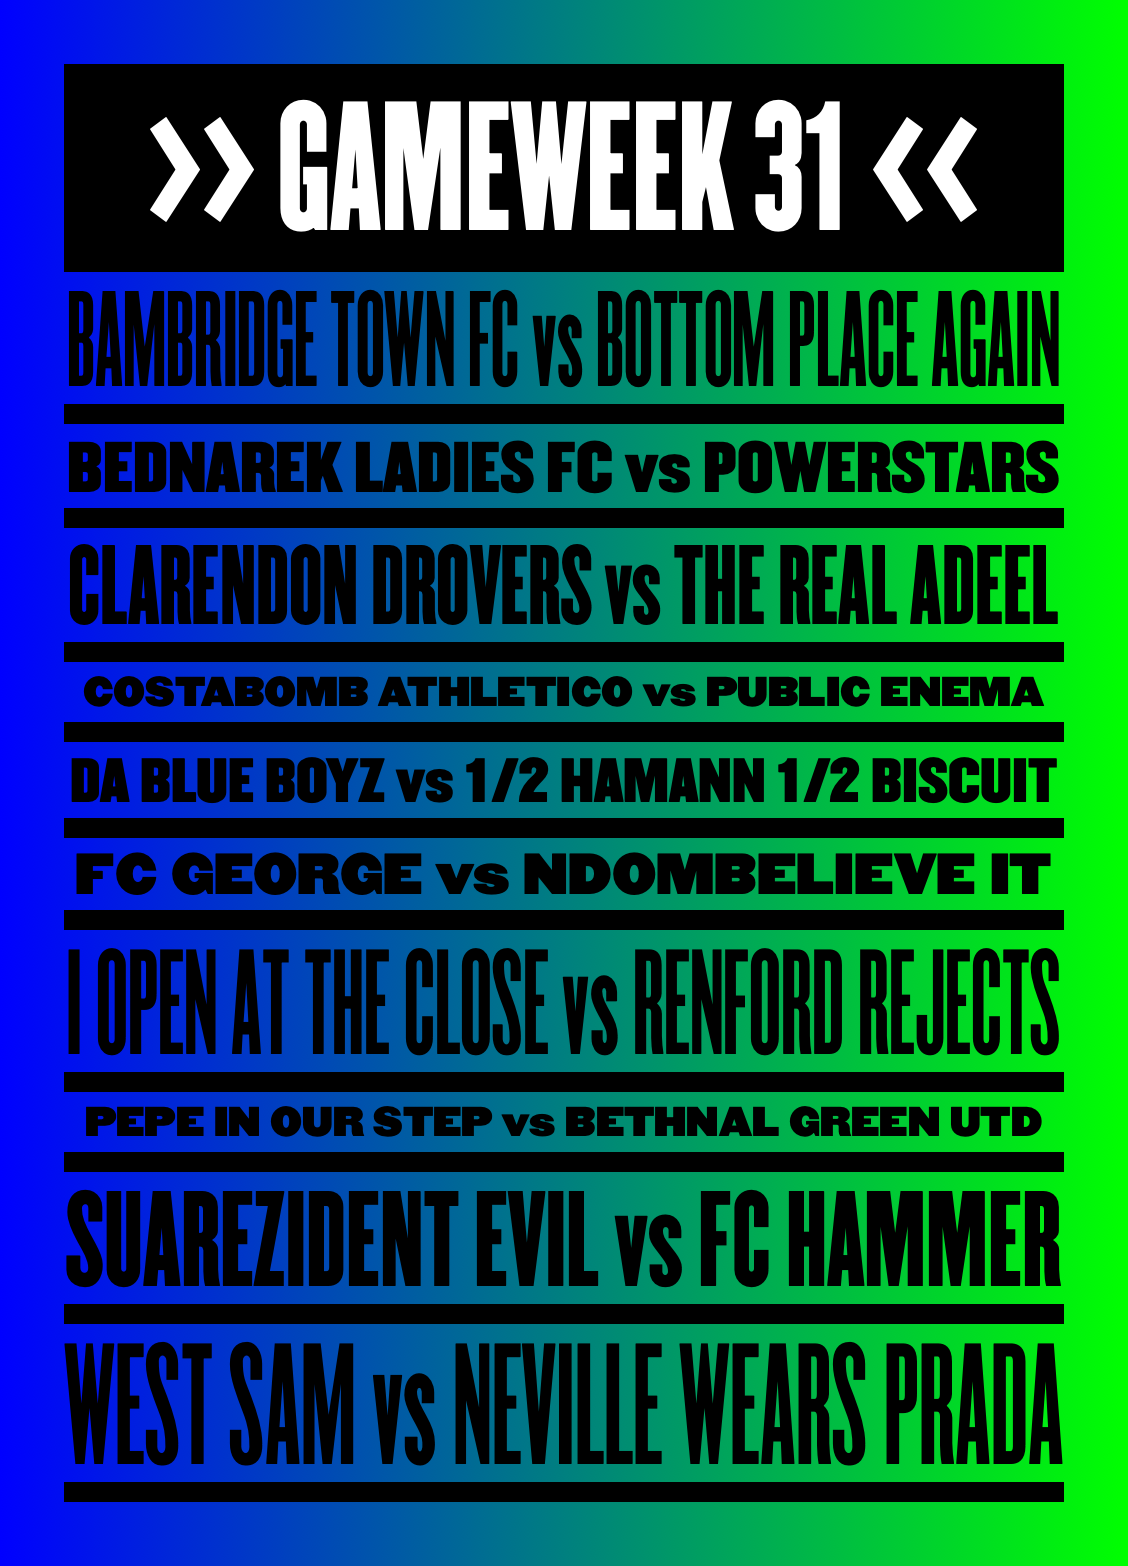 >> GAMEWEEK 31 <<
BAMBRIDGE TOWN FC vs BOTTOM PLACE AGAIN
BEDNAREK LADIES FC vs POWERSTARS
CLARENDON DROVERS vs THE REAL ADEEL
COSTABOMB ATHLETICO vs PUBLIC ENEMA
DA BLUE BOYZ vs 1/2 HAMANN 1/2 BISCUIT
FC GEORGE vs NDOMBELIEVE IT
I OPEN AT THE CLOSE vs RENFORD REJECTS
PEPE IN OUR STEP vs BETHNAL GREEN UTD
SUAREZIDENT EVIL vs FC HAMMER
WEST SAM vs NEVILLE WEARS PRADA